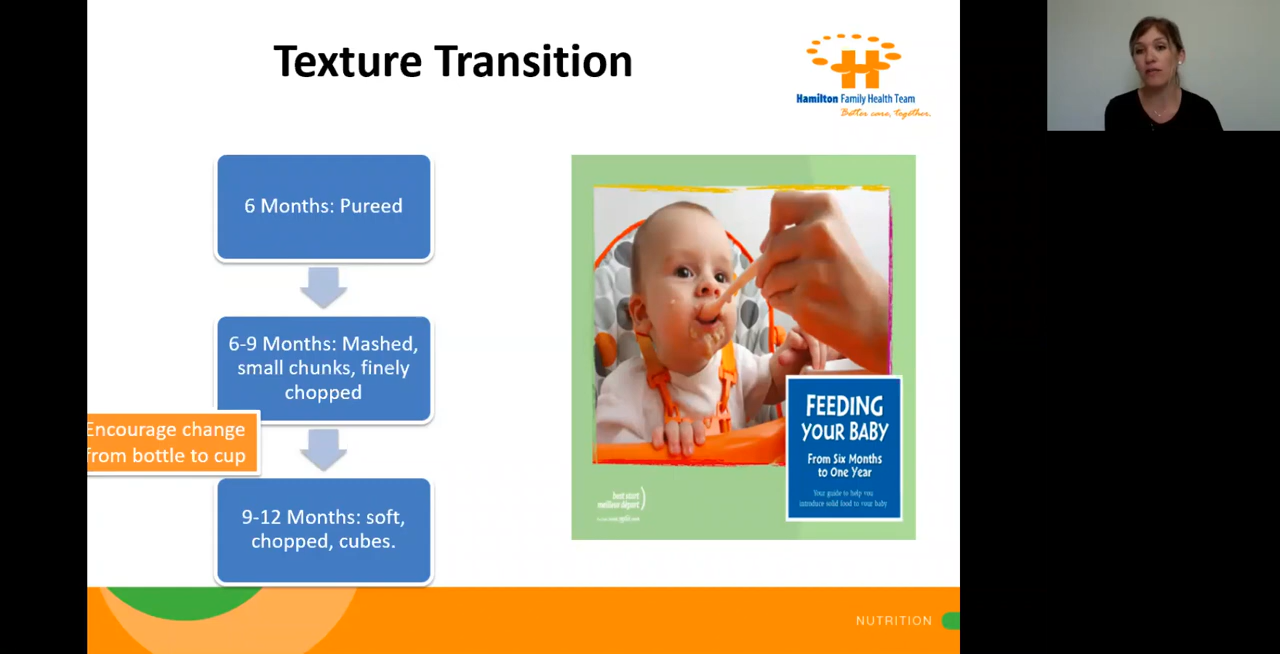 Texture Transition
Hamilton Family Health Team
Better care, together.
6 Months: Pureed
6-9 Months: Mashed,
small chunks, finely
chopped
Encourage change
from bottle to cup
9-12 Months: soft,
chopped, cubes.
FEEDING
YOUR BABY
From Six Months
to One Year
Your guide to help you
introduce solid food to your baby
best start
meilleur départ
NUTRITION